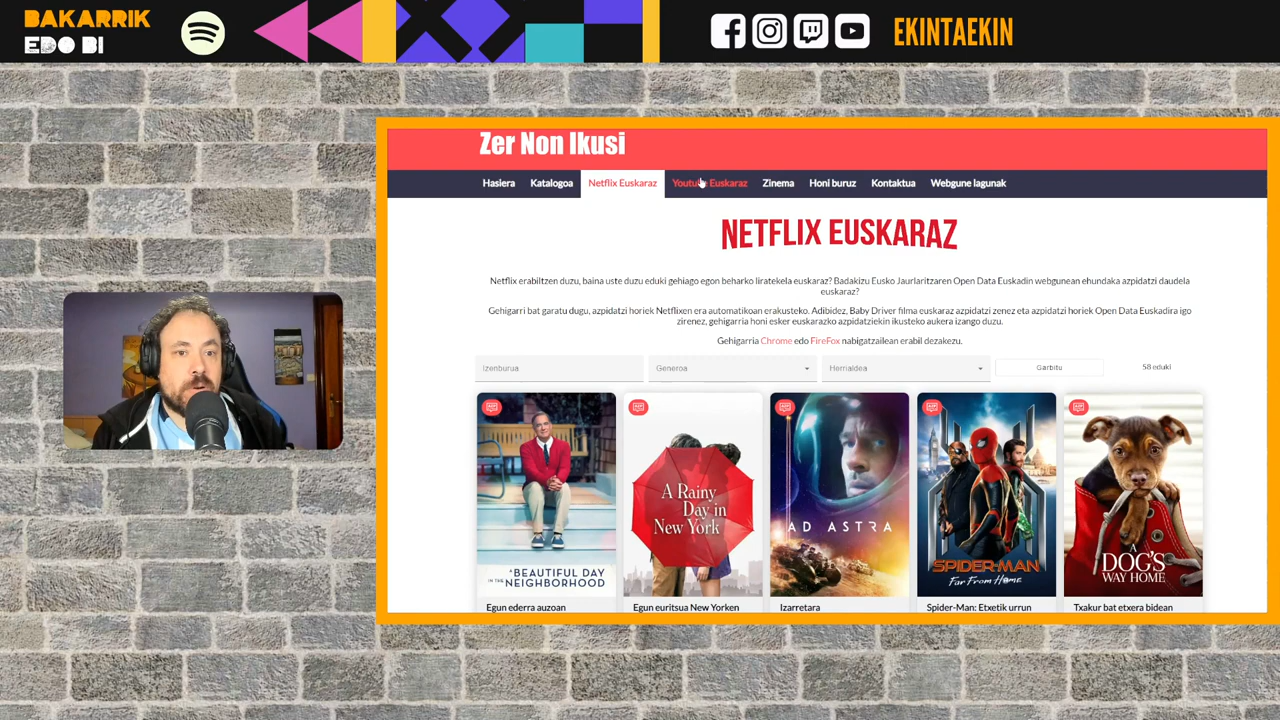 BAKARRIK
EDO BI
EKINTAEKIN
Zer Non Ikusi
Hasiera Katalogoa Netflix Euskaraz Youtube Euskaraz Zinema Honi buruz Kontaktua Webgune lagunak
NETFLIX EUSKARAZ
Netflix erabiltzen duzu, baina uste duzu eduki gehiago egon beharko liratekela euskaraz? Badakizu Eusko Jaurlaritzaren Open Data Euskadin webgunean ehundaka azpidatzi daudela
euskaraz?
Gehigarri bat garatu dugu, azpidatzi horiek Netflixen era automatikoan erakusteko. Adibidez, Baby Driver filma euskaraz azpidatzi zenez eta azpidatzi horiek Open Data Euskadira igo
zirenez, gehigarria honi esker euskarazko azpidatziekin ikusteko aukera izango duzu.
Gehigarria Chrome edo FireFox nabigatzailean erabil dezakezu.
Izenburua Generoa Herrialdea Garbitu 58 eduki
A BEAUTIFUL DAY
IN THE NEIGHBORHOOD
A Rainy
Day in
New York
AD ASTRA
SPIDER-MAN
Far From Home
A
DOG'S
WAY HOME
Egun ederra auzoan Egun euritsua New Yorken Izarretara Spider-Man: Etxetik urrun Txakur bat etxera bidean